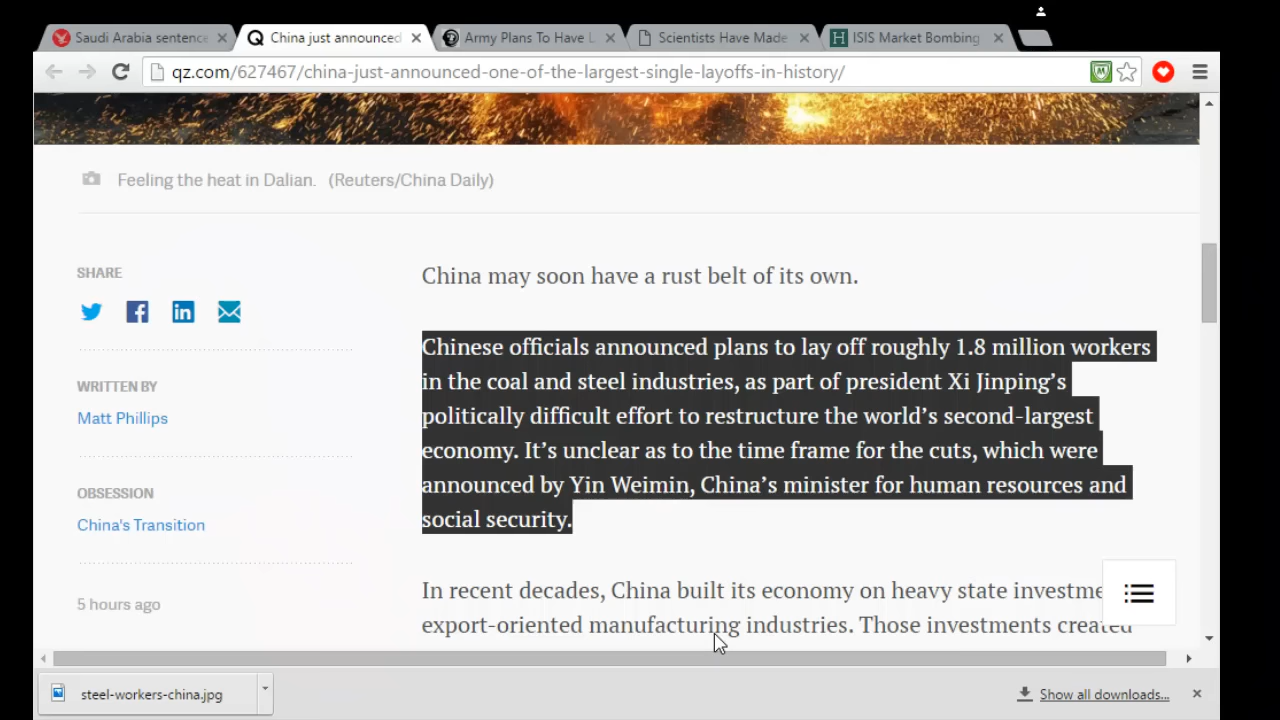 Saudi Arabia sentence
China just announced
Army Plans To Have L
Scientists Have Made
ISIS Market Bombing
qz.com/627467/china-just-announced-one-of-the-largest-single-layoffs-in-history/
Feeling the heat in Dalian. (Reuters/China Daily)
SHARE
WRITTEN BY
Matt Phillips
OBSESSION
China's Transition
5 hours ago
China may soon have a rust belt of its own.
Chinese officials announced plans to lay off roughly 1.8 million workers
in the coal and steel industries, as part of president Xi Jinping’s
politically difficult effort to restructure the world’s second-largest
economy. It’s unclear as to the time frame for the cuts, which were
announced by Yin Weimin, China’s minister for human resources and
social security.
In recent decades, China built its economy on heavy state investme
export-oriented manufacturing industries. Those investments created
steel-workers-china.jpg
Show all downloads...